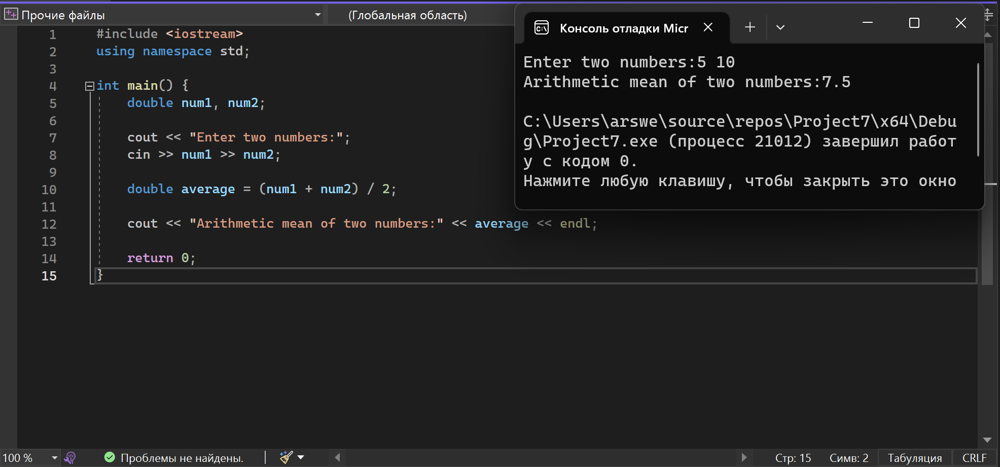 Прочие файлы
(Глобальная область)
1 #include <iostream>
2 using namespace std;
3
4 int main() {
5 double num1, num2;
6
7 cout << "Enter two numbers:";
8 cin >> num1 >> num2;
9
10 double average = (num1 + num2) / 2;
11
12 cout << "Arithmetic mean of two numbers:" << average << endl;
13
14 return 0;
15 }
Консоль отладки Micr
Enter two numbers:5 10
Arithmetic mean of two numbers:7.5
C:\Users\arswe\source\repos\Project7\x64\Debu
g\Project7.exe (процесс 21012) завершил работ
у с кодом 0.
Нажмите любую клавишу, чтобы закрыть это окно
100 %
Проблемы не найдены.
Стр: 15
Симв: 2
Табуляция
CRLF